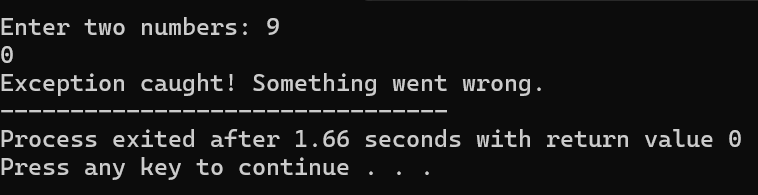 Enter two numbers: 9
0
Exception caught! Something went wrong.
--------------------------------
Process exited after 1.66 seconds with return value 0
Press any key to continue . . .